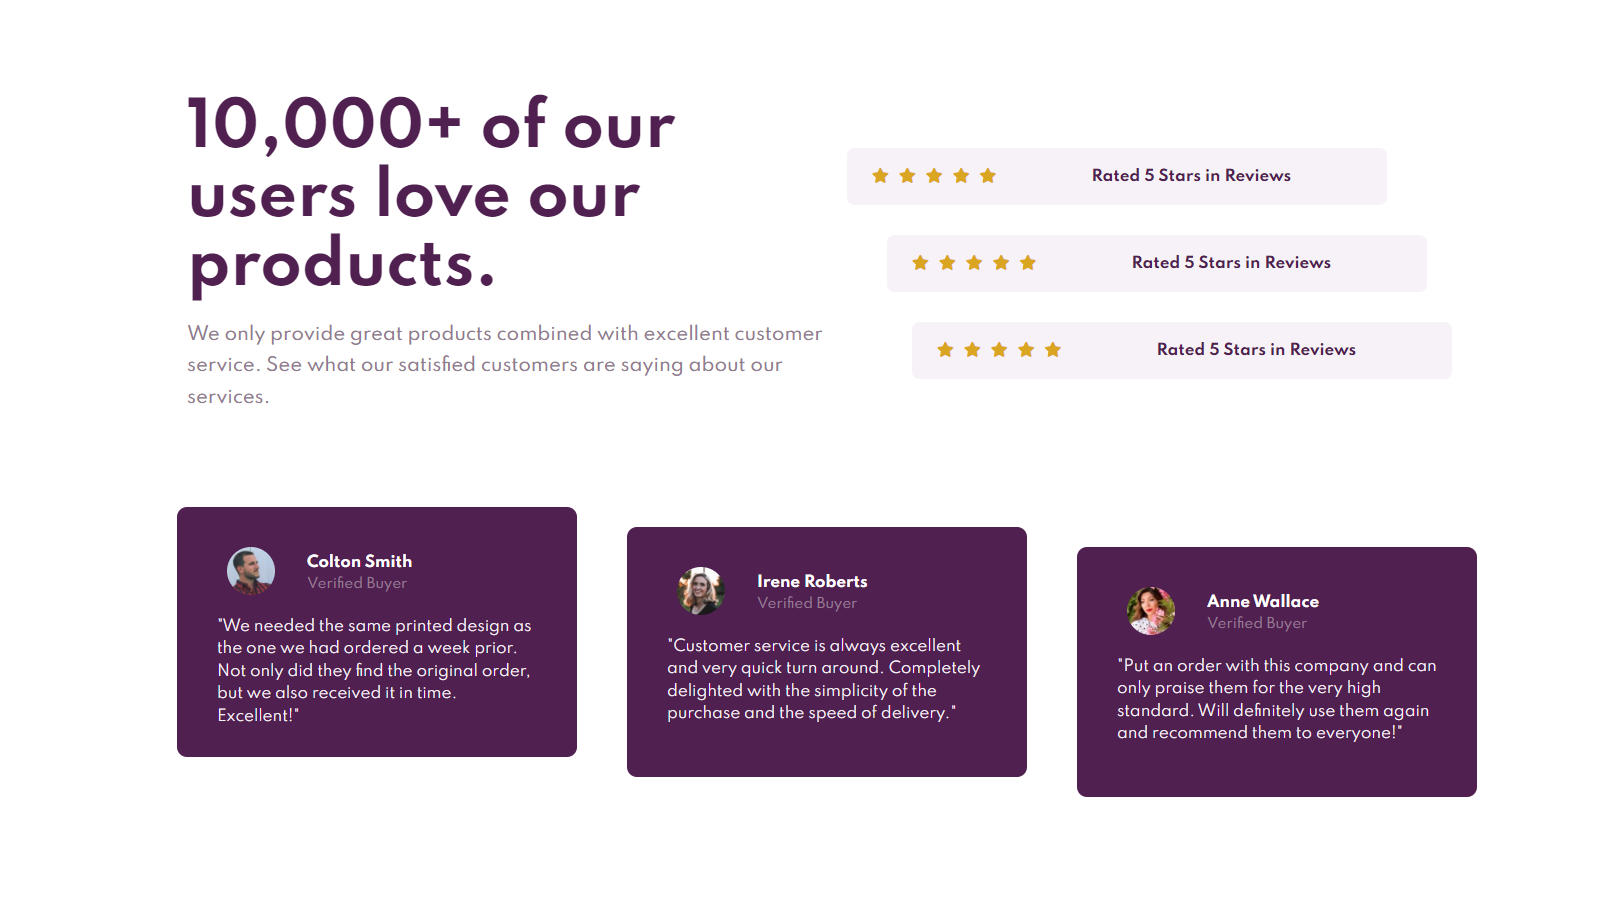 10,000+ of our
users love our
products.
We only provide great products combined with excellent customer
service. See what our satisfied customers are saying about our
services.
Rated 5 Stars in Reviews
Rated 5 Stars in Reviews
Rated 5 Stars in Reviews
Colton Smith
Verified Buyer
"We needed the same printed design as
the one we had ordered a week prior.
Not only did they find the original order,
but we also received it in time.
Excellent!"
Irene Roberts
Verified Buyer
"Customer service is always excellent
and very quick turn around. Completely
delighted with the simplicity of the
purchase and the speed of delivery."
Anne Wallace
Verified Buyer
"Put an order with this company and can
only praise them for the very high
standard. Will definitely use them again
and recommend them to everyone!"